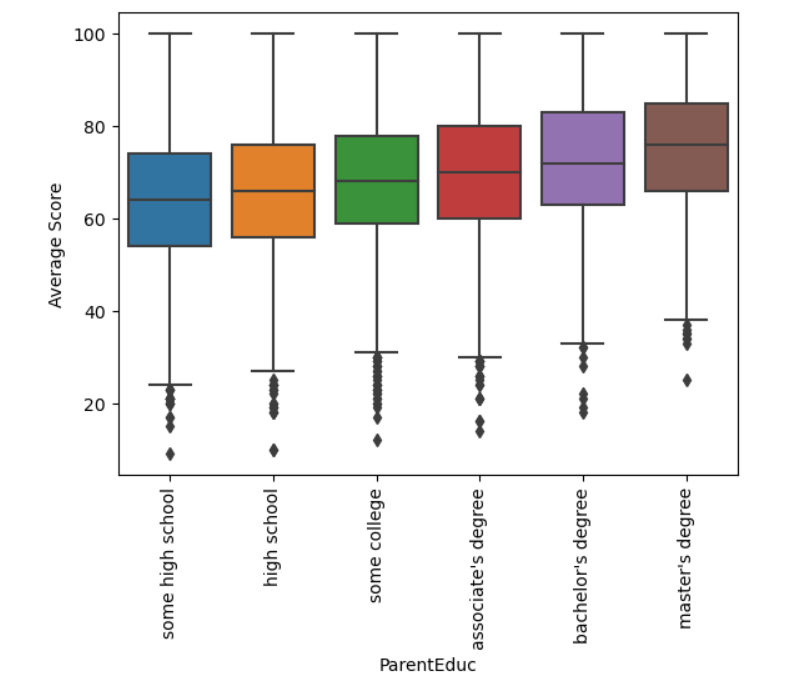 Average Score
100
80
60
40
20
some high school
high school
some college
associate's degree
bachelor's degree
master's degree
ParentEduc